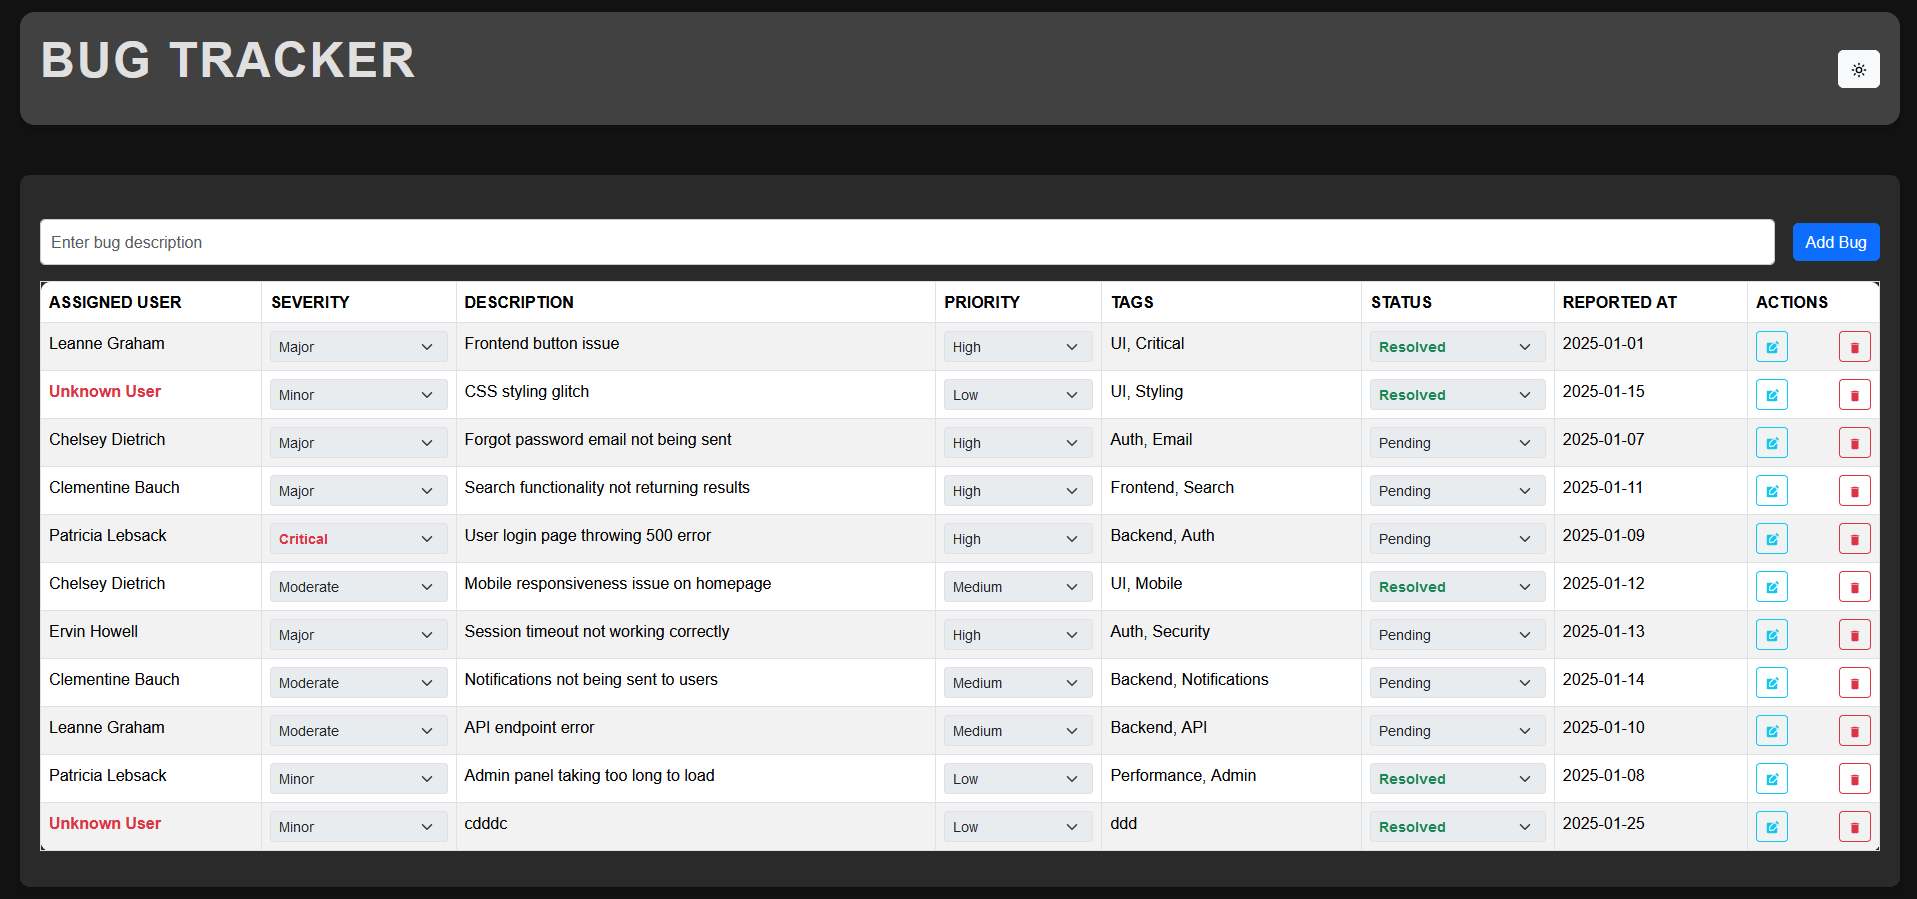 BUG TRACKER
Enter bug description
Add Bug
ASSIGNED USER SEVERITY DESCRIPTION PRIORITY TAGS STATUS REPORTED AT ACTIONS
Leanne Graham Major Frontend button issue High UI, Critical Resolved 2025-01-01
Unknown User Minor CSS styling glitch Low UI, Styling Resolved 2025-01-15
Chelsey Dietrich Major Forgot password email not being sent High Auth, Email Pending 2025-01-07
Clementine Bauch Major Search functionality not returning results High Frontend, Search Pending 2025-01-11
Patricia Lebsack Critical User login page throwing 500 error High Backend, Auth Pending 2025-01-09
Chelsey Dietrich Moderate Mobile responsiveness issue on homepage Medium UI, Mobile Resolved 2025-01-12
Ervin Howell Major Session timeout not working correctly High Auth, Security Pending 2025-01-13
Clementine Bauch Moderate Notifications not being sent to users Medium Backend, Notifications Pending 2025-01-14
Leanne Graham Moderate API endpoint error Medium Backend, API Pending 2025-01-10
Patricia Lebsack Minor Admin panel taking too long to load Low Performance, Admin Resolved 2025-01-08
Unknown User Minor cdddc Low ddd Resolved 2025-01-25